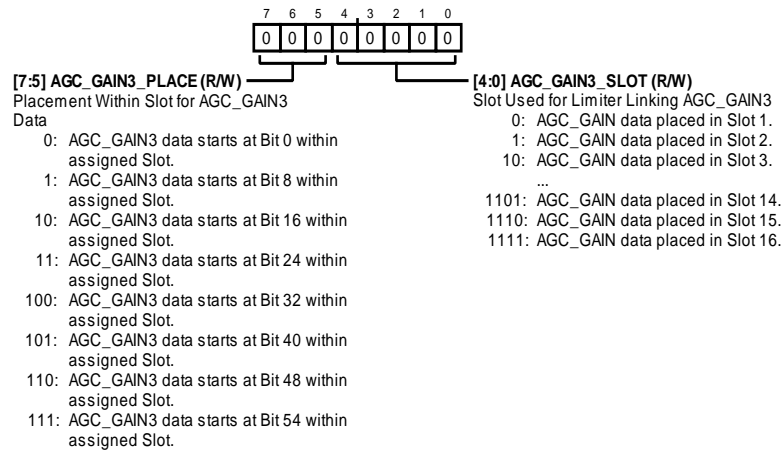 7 6 5 4 3 2 1 0
0 0 0 0 0 0 0 0
[7:5] AGC_GAIN3_PLACE (R/W)
Placement Within Slot for AGC_GAIN3
Data
0: AGC_GAIN3 data starts at Bit 0 within
assigned Slot.
1: AGC_GAIN3 data starts at Bit 8 within
assigned Slot.
10: AGC_GAIN3 data starts at Bit 16 within
assigned Slot.
11: AGC_GAIN3 data starts at Bit 24 within
assigned Slot.
100: AGC_GAIN3 data starts at Bit 32 within
assigned Slot.
101: AGC_GAIN3 data starts at Bit 40 within
assigned Slot.
110: AGC_GAIN3 data starts at Bit 48 within
assigned Slot.
111: AGC_GAIN3 data starts at Bit 54 within
assigned Slot.
[4:0] AGC_GAIN3_SLOT (R/W)
Slot Used for Limiter Linking AGC_GAIN3
0: AGC_GAIN data placed in Slot 1.
1: AGC_GAIN data placed in Slot 2.
10: AGC_GAIN data placed in Slot 3.
...
1101: AGC_GAIN data placed in Slot 14.
1110: AGC_GAIN data placed in Slot 15.
1111: AGC_GAIN data placed in Slot 16.